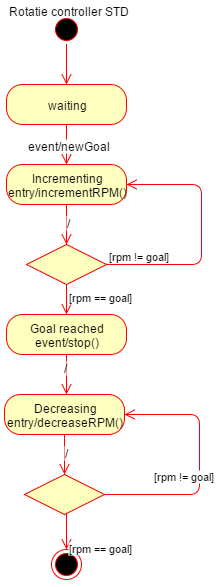 Rotatie controller STD
waiting
event/newGoal
Incrementing
entry/incrementRPM()
/
[rpm != goal]
[rpm == goal]
Goal reached
event/stop()
/
Decreasing
entry/decreaseRPM()
/
[rpm != goal]
[rpm == goal]